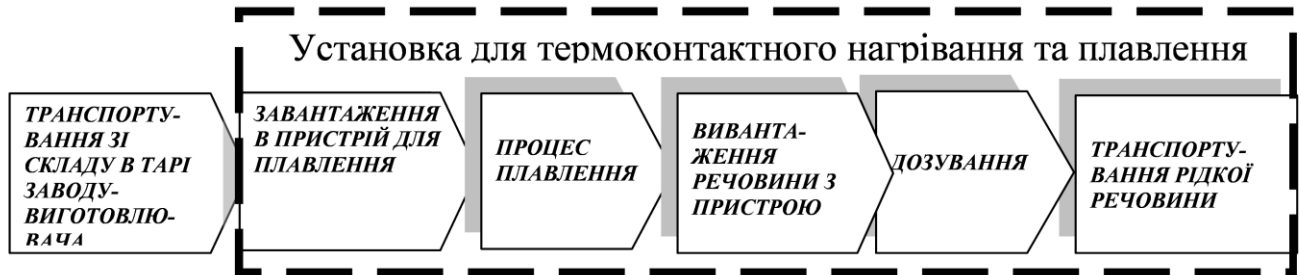 Установка для термоконтактного нагрівання та плавлення
ТРАНСПОРТУ-
ВАННЯ ЗІ
СКЛАДУ В ТАРІ
ЗАВОДУ-
ВИГОТОВЛЮ-
ВАЧА
ЗАВАНТАЖЕННЯ
В ПРИСТРІЙ ДЛЯ
ПЛАВЛЕННЯ
ПРОЦЕС
ПЛАВЛЕННЯ
ВИВАНТА-
ЖЕННЯ
РЕЧОВИНИ З
ПРИСТРОЮ
ДОЗУВАННЯ
ТРАНСПОРТУ-
ВАННЯ РІДКОЇ
РЕЧОВИНИ